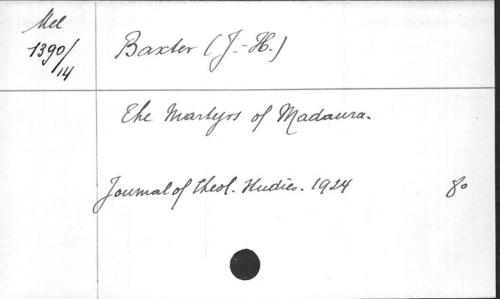 Mel
1390/
14
Baxter (J.-H.)
The Martyrs of Madaura.
Journal of theol. Studies. 1924 8o